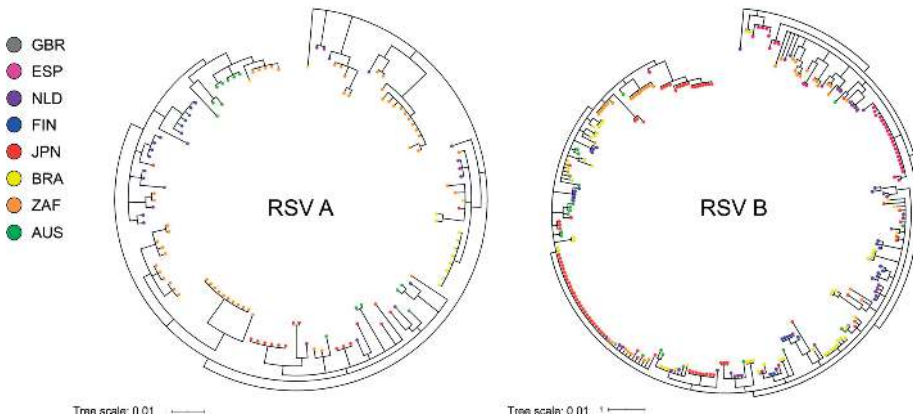 GBR
ESP
NLD
FIN
JPN
BRA
ZAF
AUS
RSV A
RSV B
Tree scale: 0.01
Tree scale: 0.01